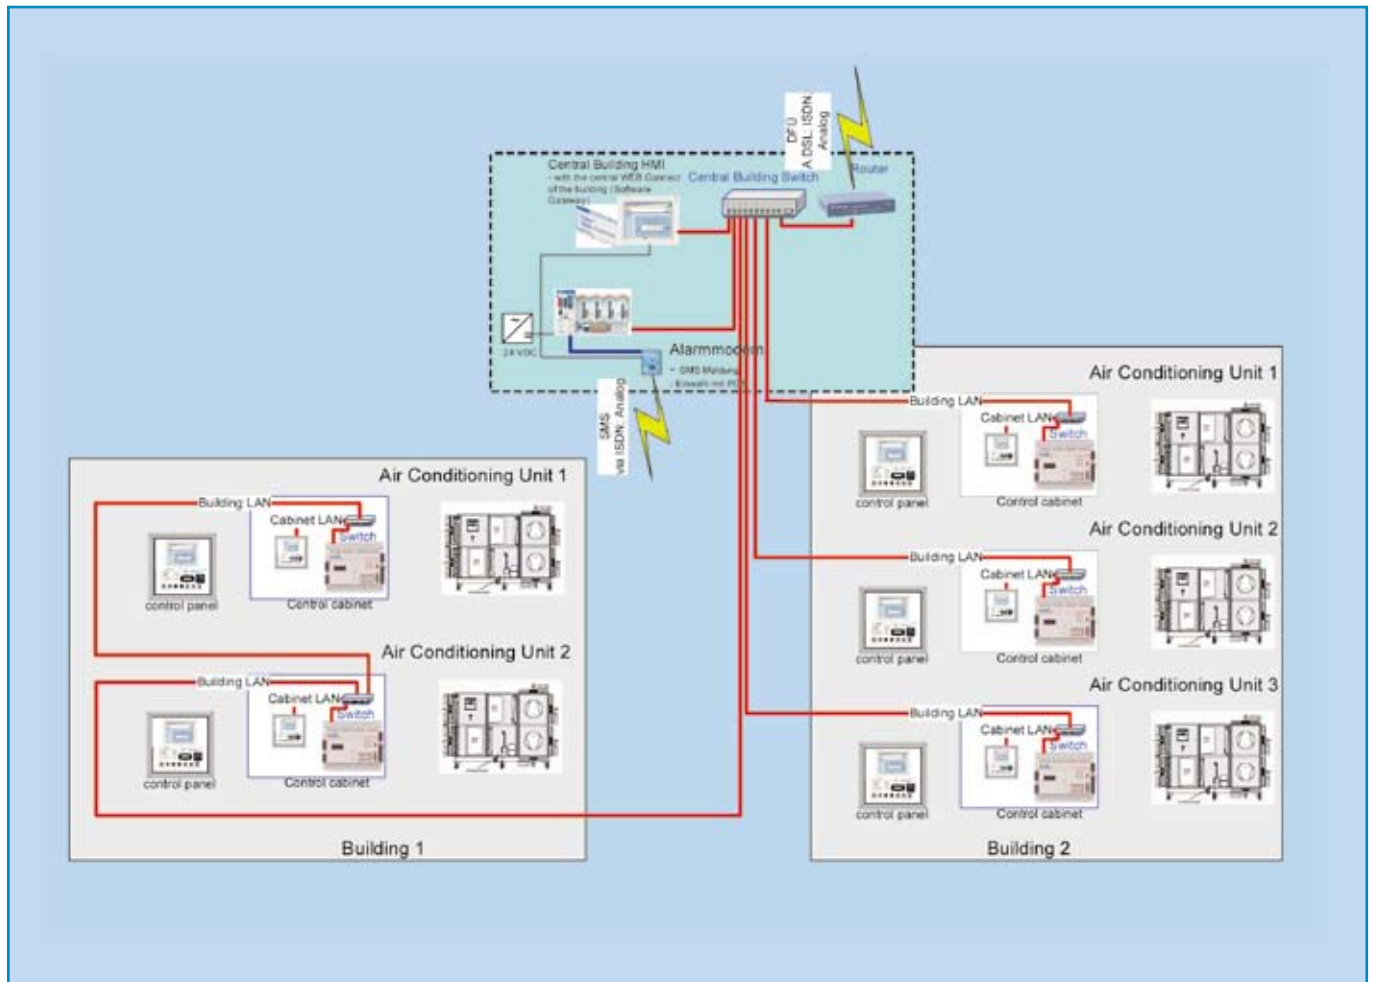 DFÜ
A DSL: ISDN,
Analog
Central Building HMI
- with the central WEB Connect
of the building (Software
Gateway)
Central Building Switch
Router
24 VDC
Alarmmodem
- SMS Meldung
- Einwahl mit
SMS
via ISDN, Analog
Air Conditioning Unit 1
Building LAN
Cabinet LAN
Switch
control panel
Control cabinet
Air Conditioning Unit 2
Building LAN
Cabinet LAN
Switch
control panel
Control cabinet
Building 1
Air Conditioning Unit 1
Building LAN
Cabinet LAN
Switch
control panel
Control cabinet
Air Conditioning Unit 2
Building LAN
Cabinet LAN
Switch
control panel
Control cabinet
Air Conditioning Unit 3
Building LAN
Cabinet LAN
Switch
control panel
Control cabinet
Building 2